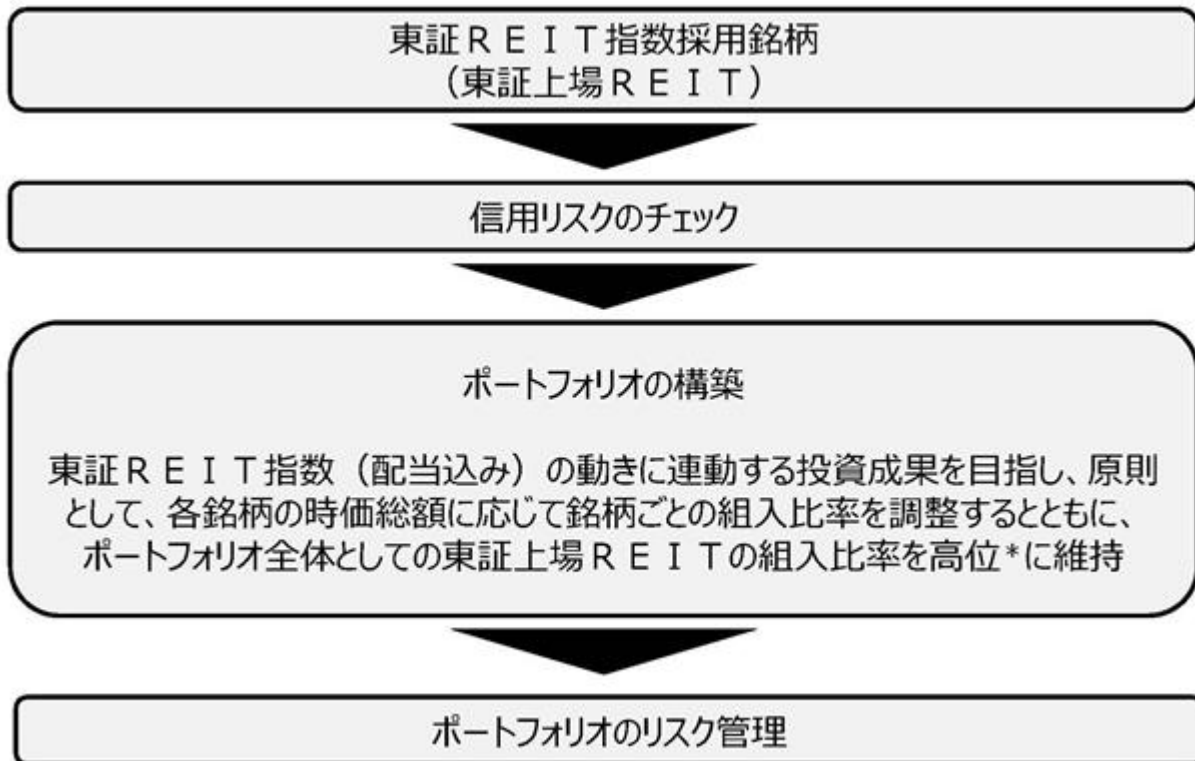 東証ＲＥＩＴ指数採用銘柄
（東証上場ＲＥＩＴ）
信用リスクのチェック
ポートフォリオの構築
東証ＲＥＩＴ指数（配当込み）の動きに連動する投資成果を目指し、原則
として、各銘柄の時価総額に応じて銘柄ごとの組入比率を調整するとともに、
ポートフォリオ全体としての東証上場ＲＥＩＴの組入比率を高位*に維持
ポートフォリオのリスク管理